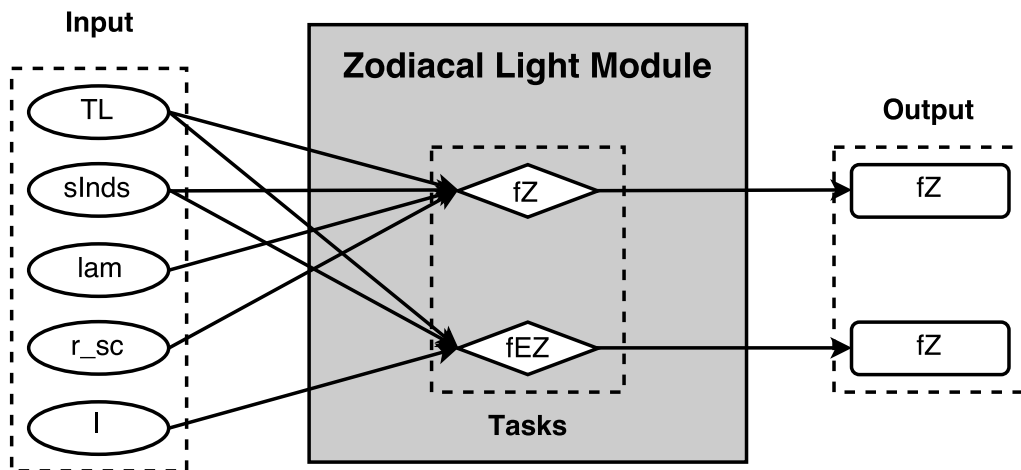 Input
TL
sInds
lam
r_sc
I
Zodiacal Light Module
fZ
fEZ
Tasks
Output
fZ
fZ